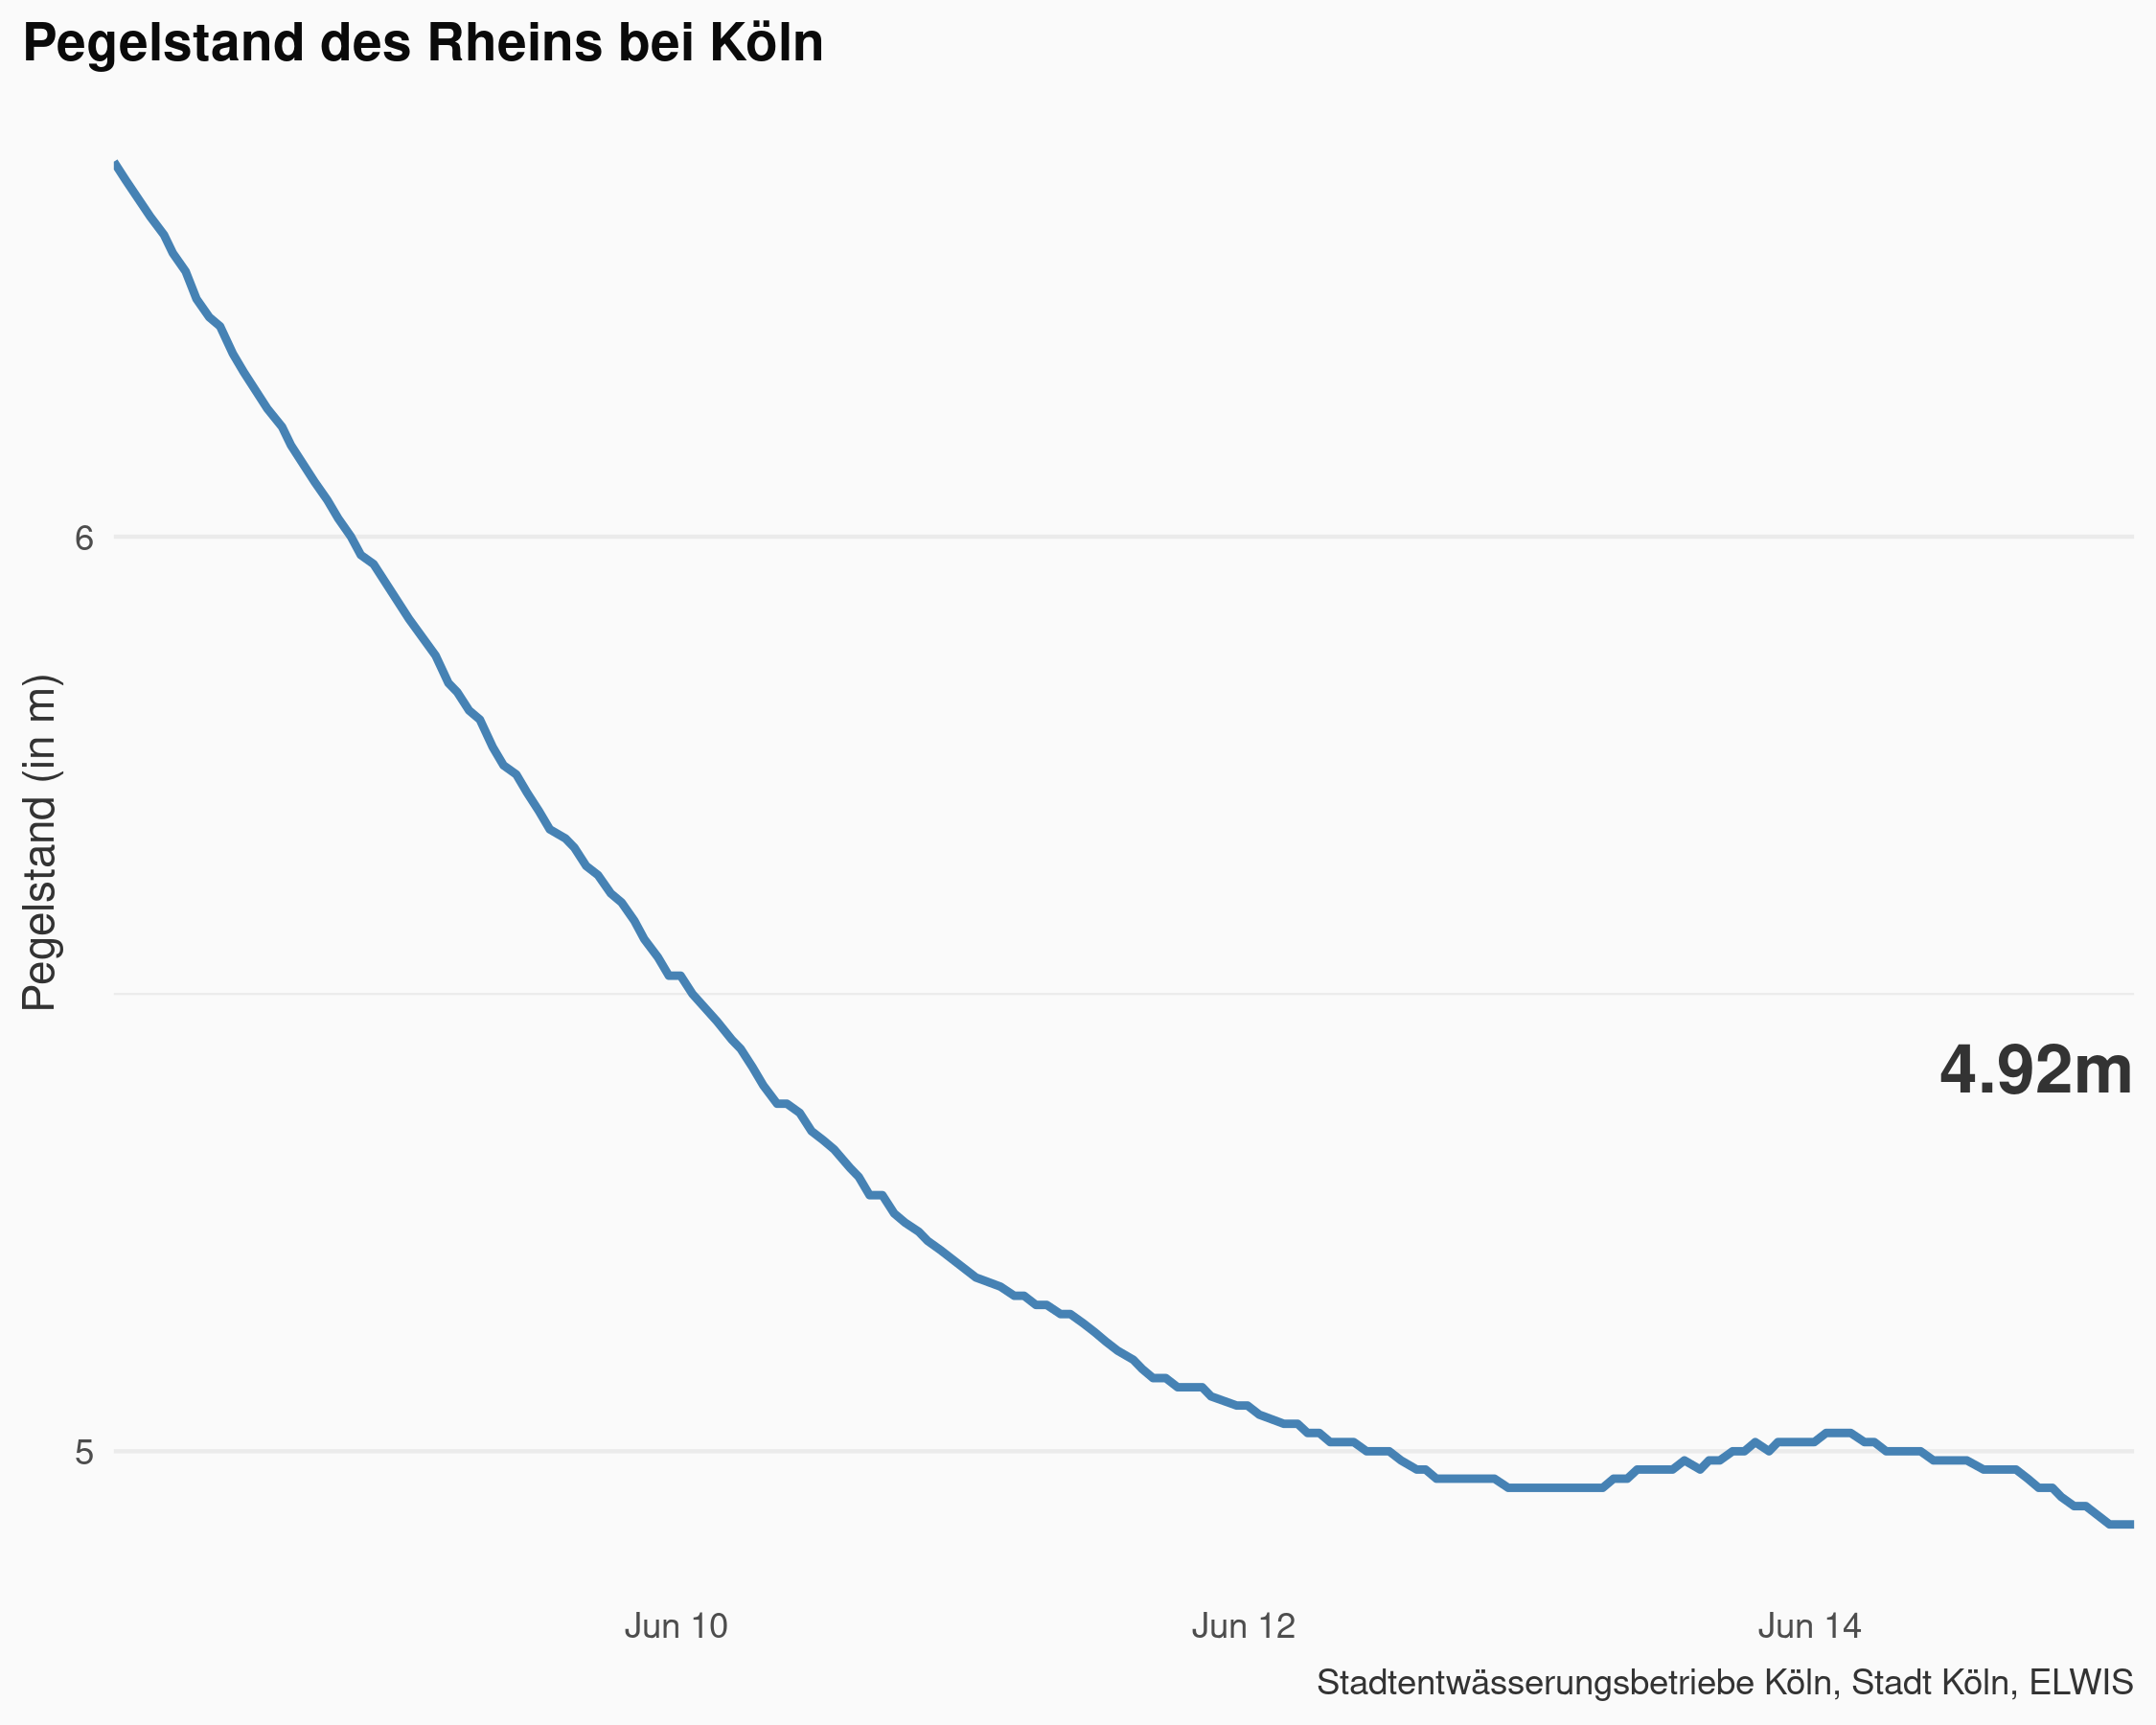 Pegelstand des Rheins bei Köln
Pegelstand (in m)
6
5
4.92m
Jun 10
Jun 12
Jun 14
Stadtentwässerungsbetriebe Köln, Stadt Köln, ELWIS